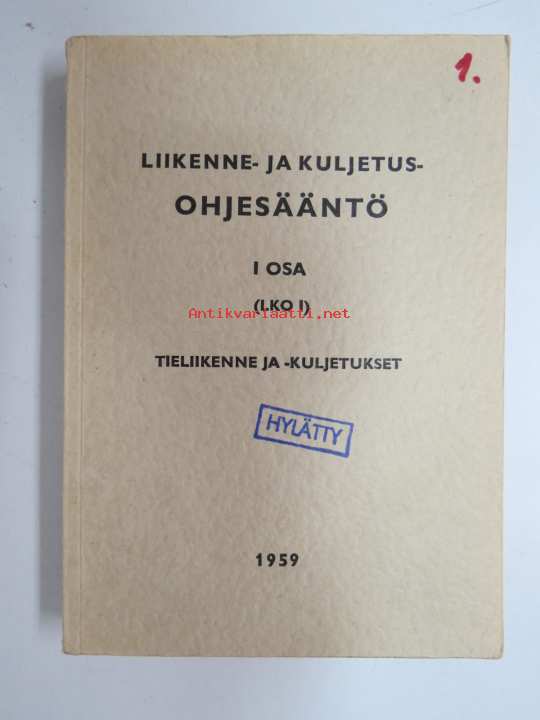 1.
LIIKENNE- JA KULJETUS-
OHJESÄÄNTÖ
I OSA
(LKO I)
Antikvariaatti.net
TIELIIKENNE JA -KULJETUKSET
HYLÄTTY
1959